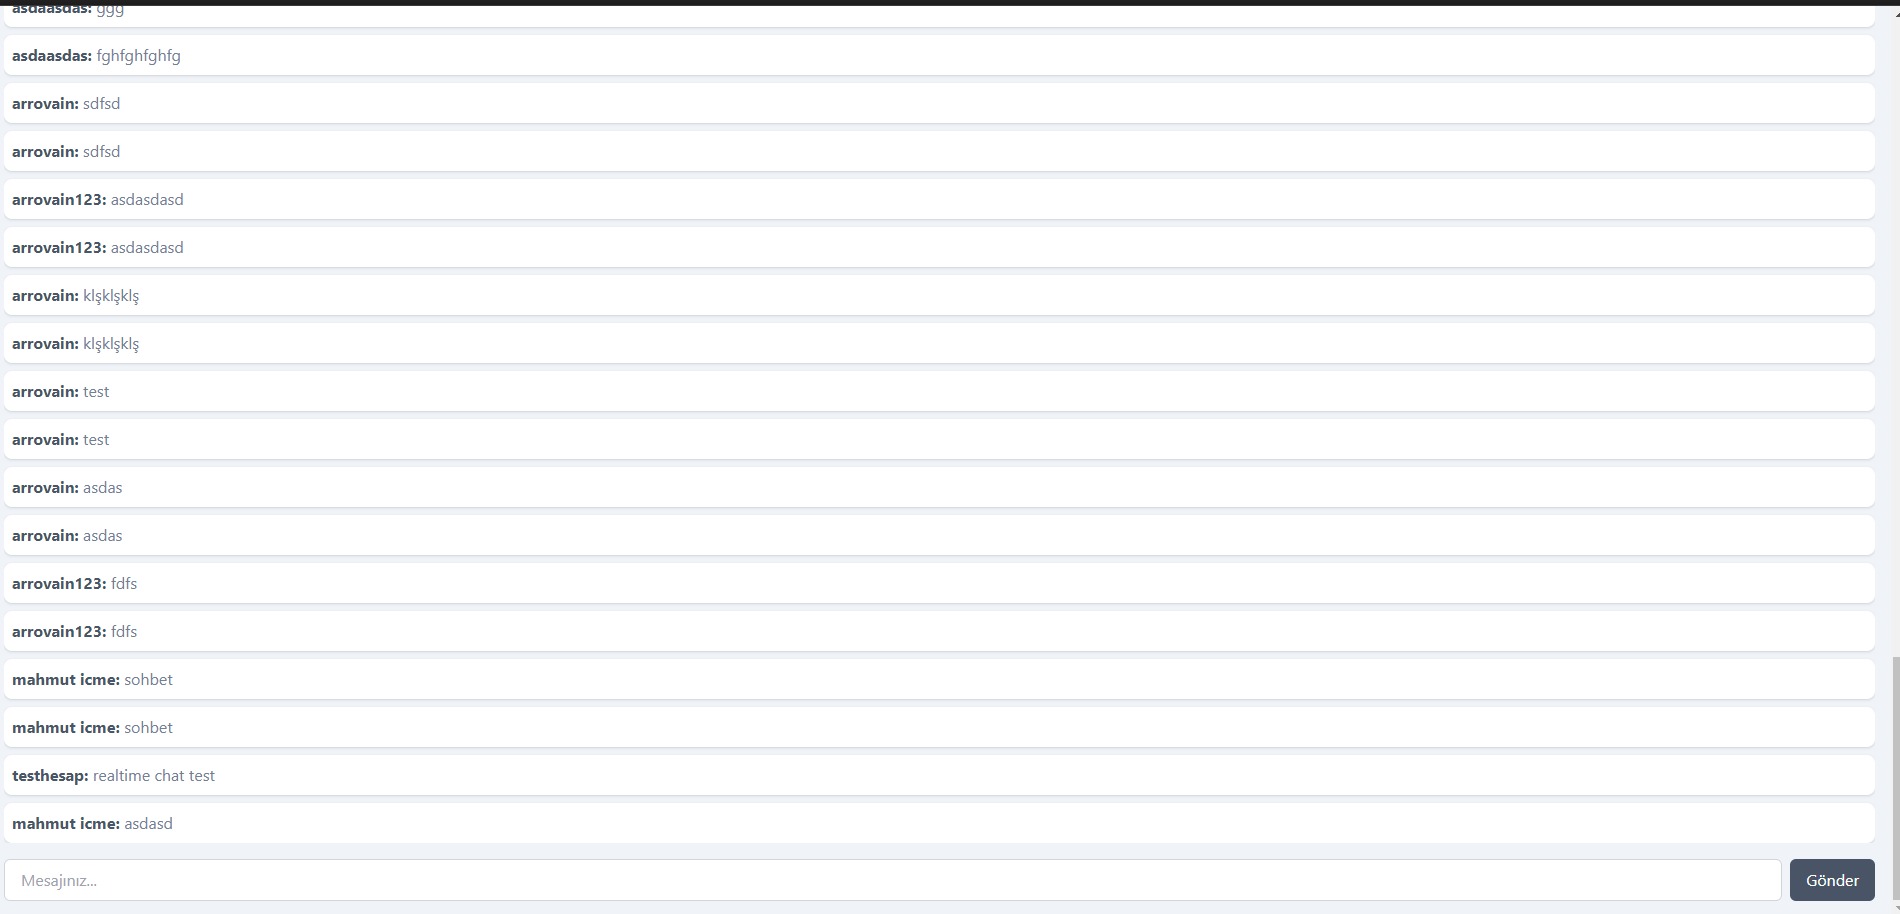 asdaasdas: ggg
asdaasdas: fghfghfghfg
arrovain: sdfsd
arrovain: sdfsd
arrovain123: asdasdasd
arrovain123: asdasdasd
arrovain: klşklşklş
arrovain: klşklşklş
arrovain: test
arrovain: test
arrovain: asdas
arrovain: asdas
arrovain123: fdfs
arrovain123: fdfs
mahmut icme: sohbet
mahmut icme: sohbet
testhesap: realtime chat test
mahmut icme: asdasd
Mesajınız... Gönder